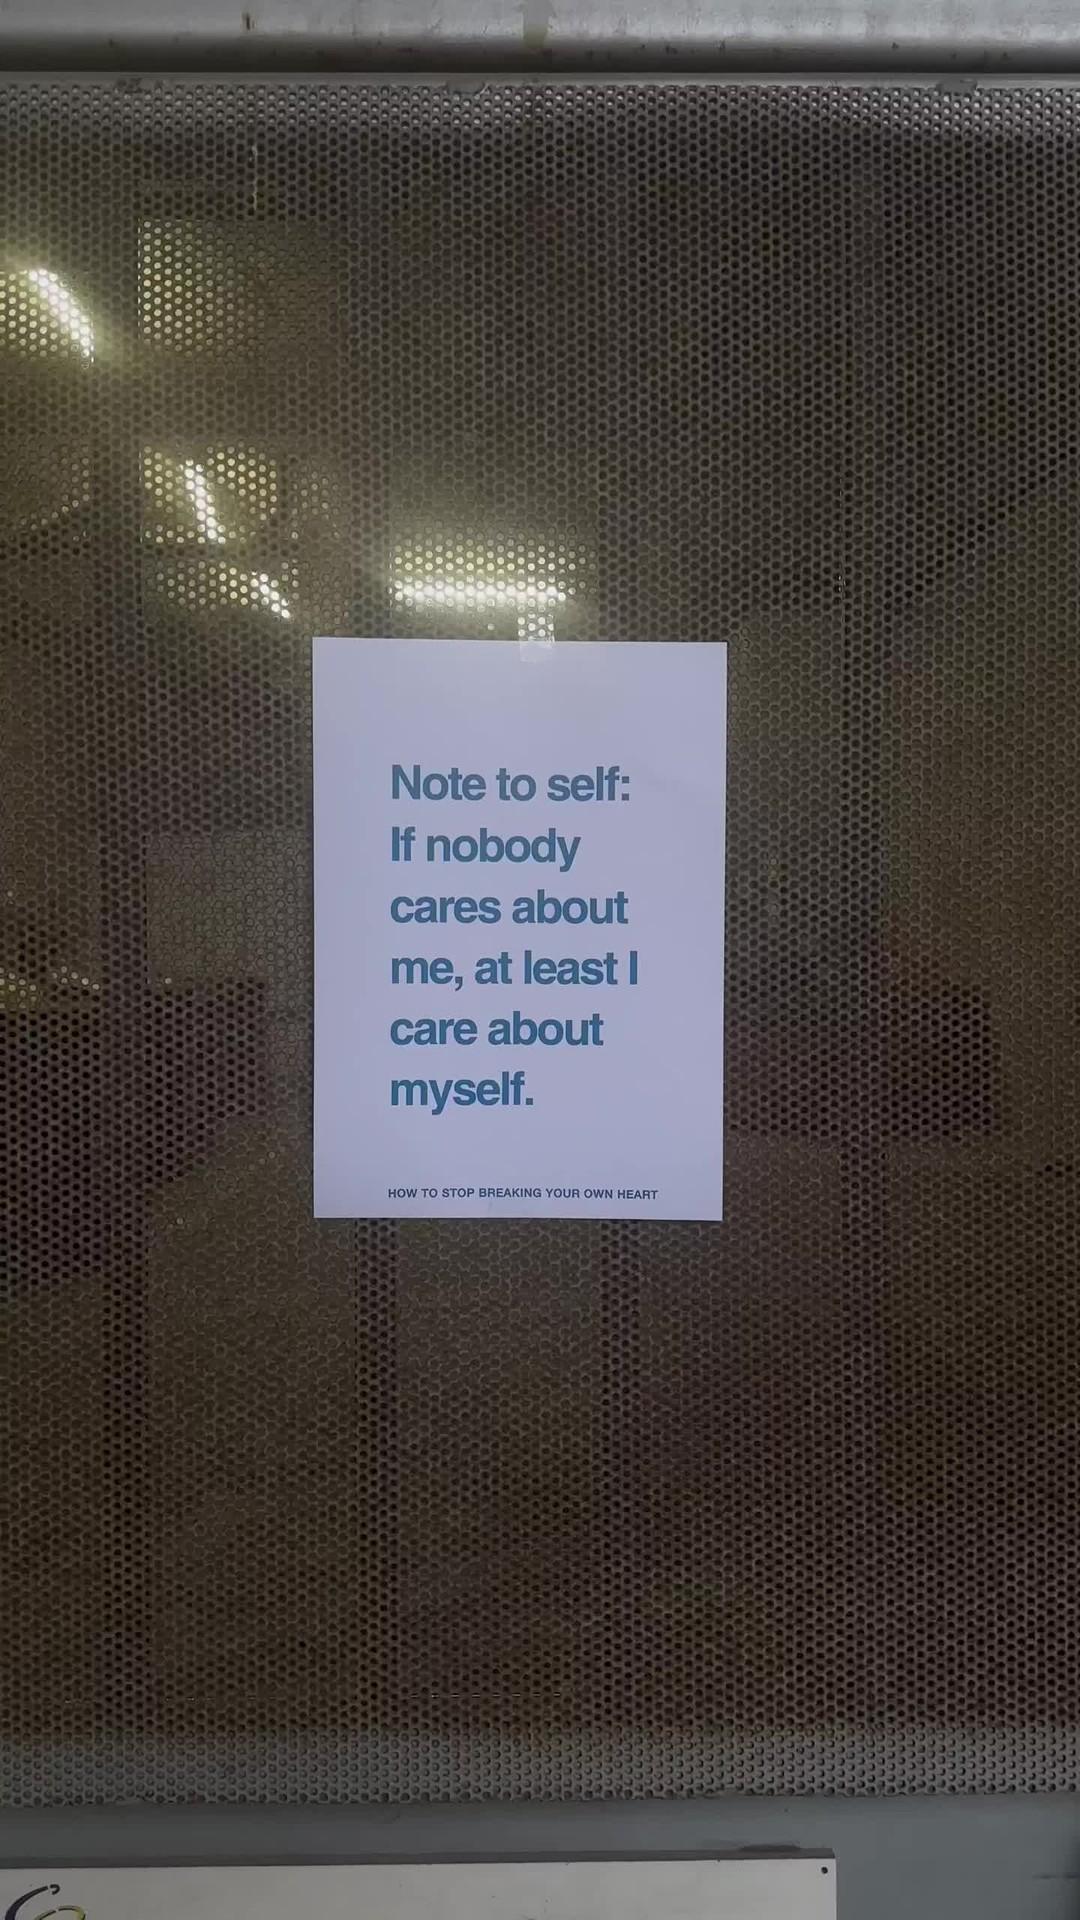 Note to self:
If nobody
cares about
me, at least I
care about
myself.
HOW TO STOP BREAKING YOUR OWN HEART